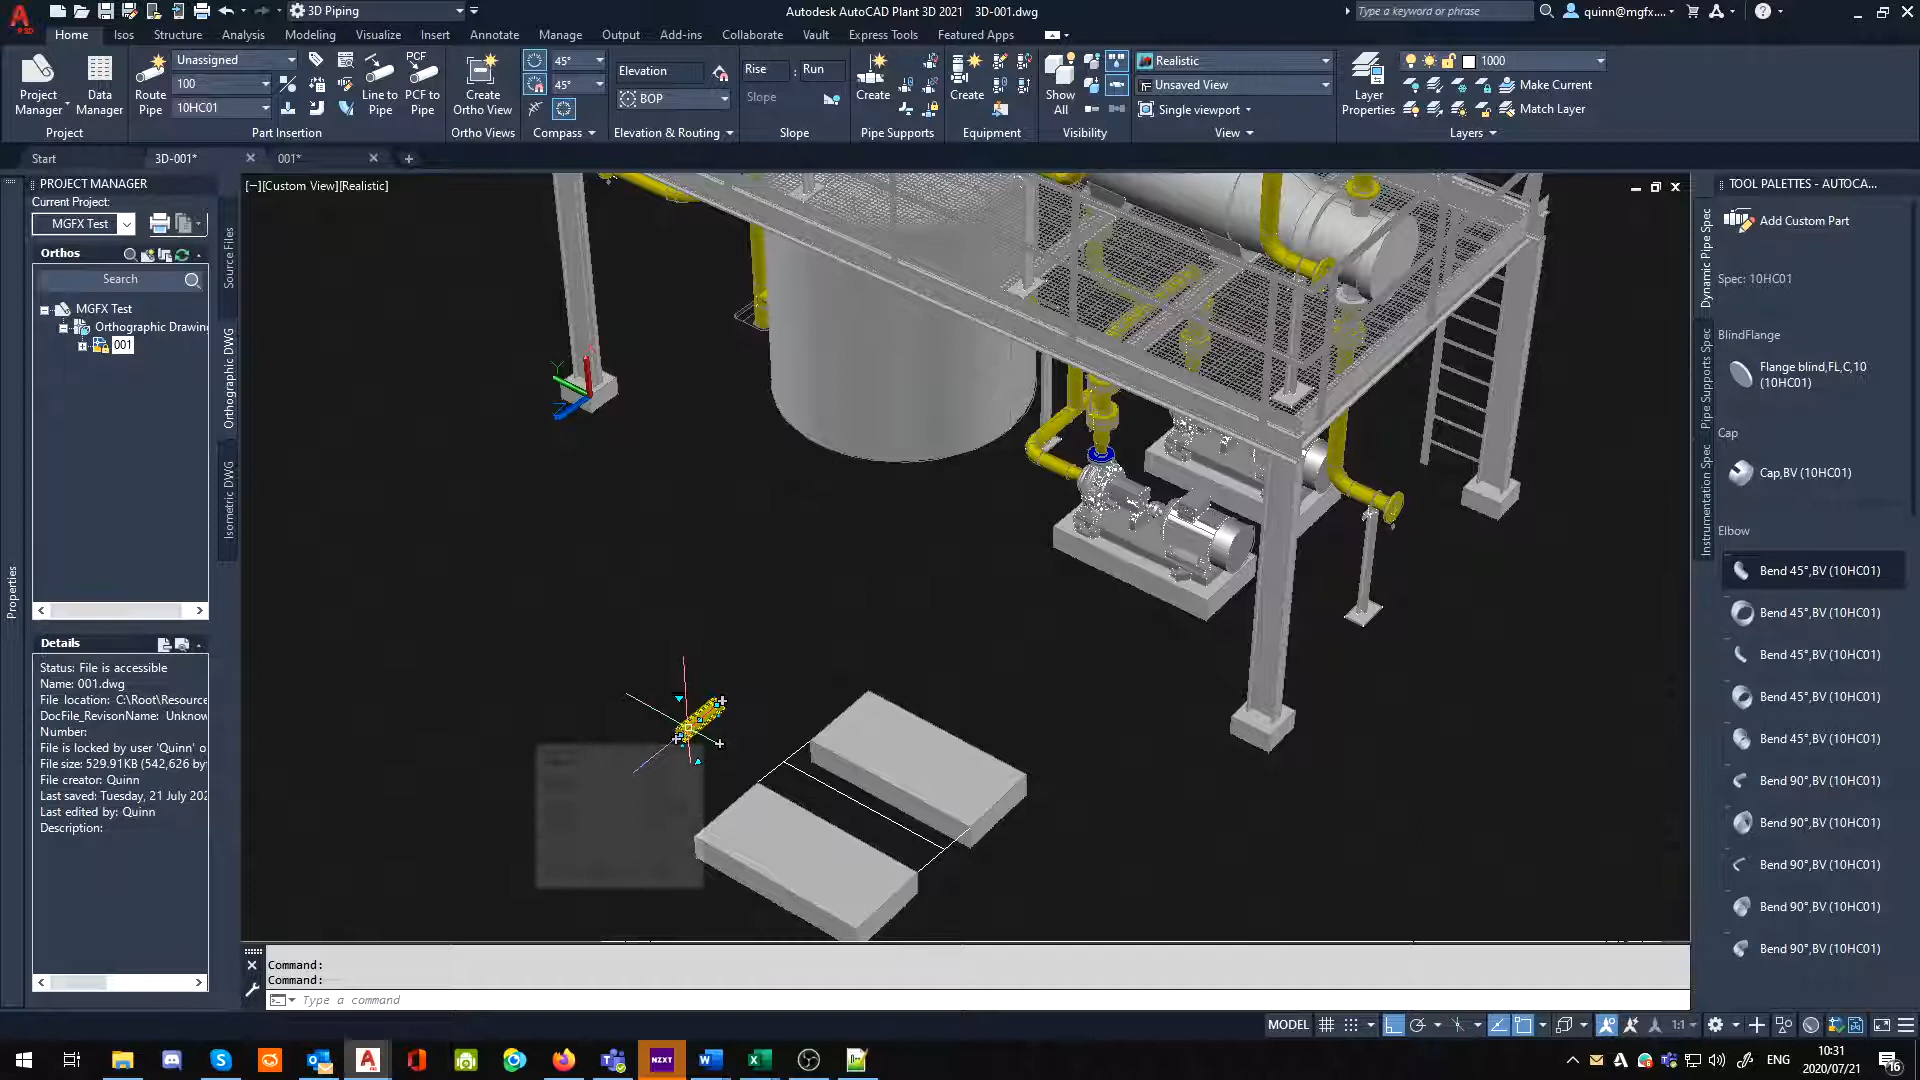 3D Piping
Autodesk AutoCAD Plant 3D 2021 3D-001.dwg
Type a keyword or phrase
quinn@mgfx....
Home Isos Structure Analysis Modeling Visualize Insert Annotate Manage Output Add-ins Collaborate Vault Express Tools Featured Apps
Project Manager
Data Manager
Project
Route Pipe
Unassigned
100
10HC01
Line to Pipe
PCF
PCF to Pipe
Part Insertion
Create Ortho View
Ortho Views
45°
45°
Compass
Elevation
BOP
Elevation & Routing
Rise : Run
Slope
Slope
Create
Pipe Supports
Create
Equipment
Show All
Visibility
Realistic
Unsaved View
Single viewport
View
Layer Properties
1000
Make Current
Match Layer
Layers
Start 3D-001* 001*
PROJECT MANAGER
Current Project:
MGFX Test
Orthos
Search
MGFX Test
Orthographic Drawin
001
Source Files
Orthographic DWG
Isometric DWG
Properties
Details
Status: File is accessible
Name: 001.dwg
File location: C:\Root\Resource
DocFile_RevisonName: Unknow
Number:
File is locked by user 'Quinn' o
File size: 529.91KB (542,626 by
File creator: Quinn
Last saved: Tuesday, 21 July 202
Last edited by: Quinn
Description:
[−][Custom View][Realistic]
Y
Z
Command:
Command:
Type a command
TOOL PALETTES - AUTOCA...
Dynamic Pipe Spec
Pipe Supports Spec
Instrumentation Spec
Add Custom Part
Spec: 10HC01
BlindFlange
Flange blind,FL,C,10
(10HC01)
Cap
Cap,BV (10HC01)
Elbow
Bend 45°,BV (10HC01)
Bend 45°,BV (10HC01)
Bend 45°,BV (10HC01)
Bend 45°,BV (10HC01)
Bend 45°,BV (10HC01)
Bend 90°,BV (10HC01)
Bend 90°,BV (10HC01)
Bend 90°,BV (10HC01)
Bend 90°,BV (10HC01)
Bend 90°,BV (10HC01)
MODEL
1:1
NZXT
ENG
10:31
2020/07/21
16